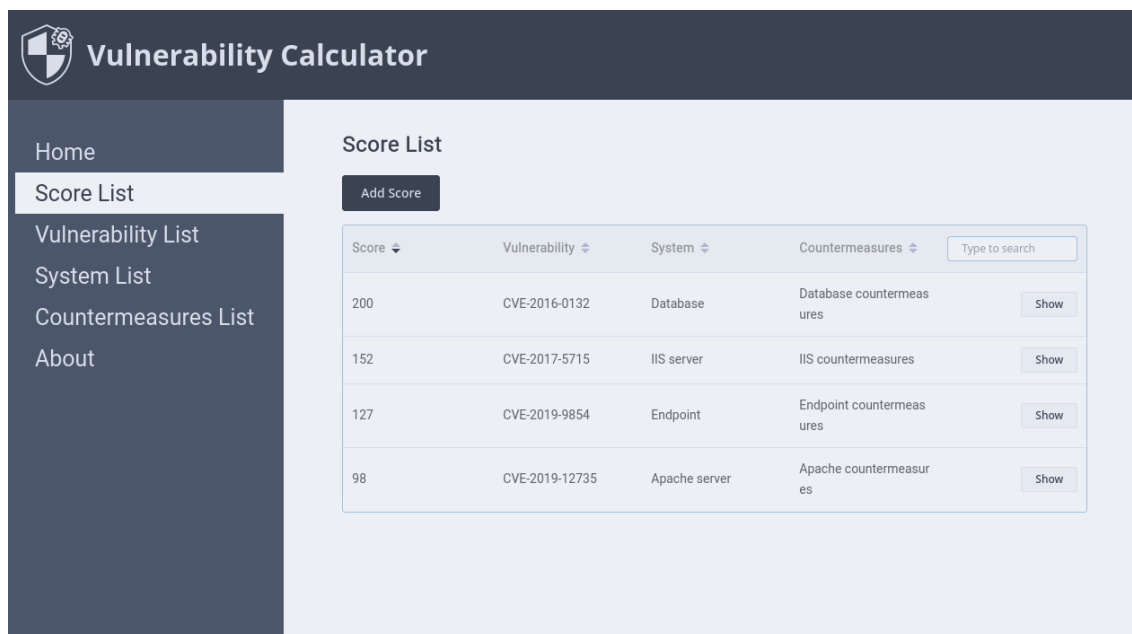 Vulnerability Calculator
Home
Score List
Vulnerability List
System List
Countermeasures List
About
Score List
Add Score
Score Vulnerability System Countermeasures Type to search
200 CVE-2016-0132 Database Database countermeas
ures Show
152 CVE-2017-5715 IIS server IIS countermeasures Show
127 CVE-2019-9854 Endpoint Endpoint countermeas
ures Show
98 CVE-2019-12735 Apache server Apache countermeasur
es Show